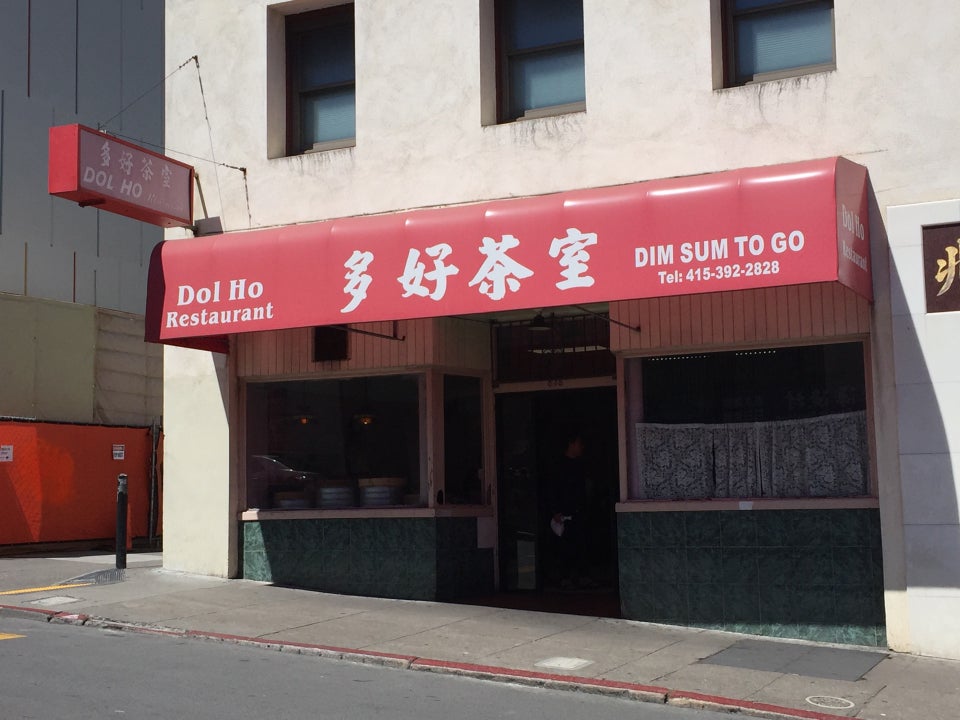 多好茶室
DOL HO
Dol Ho
Restaurant
多好茶室
DIM SUM TO GO
Tel: 415-392-2828
Dol Ho
Restaurant